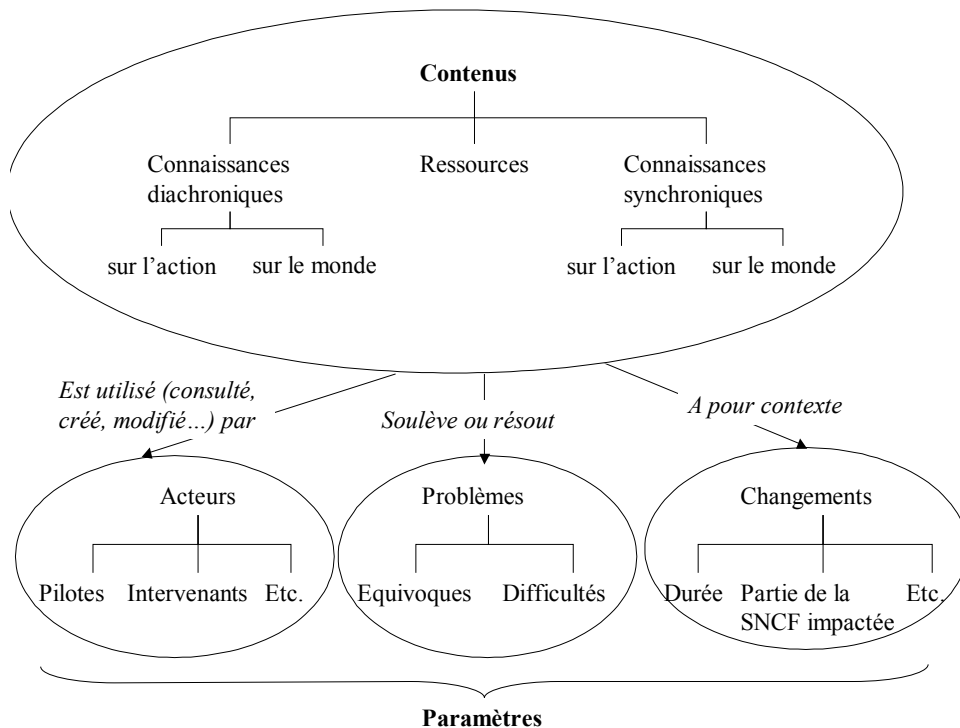 Contenus
Connaissances
diachroniques
Ressources
Connaissances
synchroniques
sur l'action
sur le monde
sur l'action
sur le monde
Est utilisé (consulté,
créé, modifié…) par
Soulève ou résout
A pour contexte
Acteurs
Pilotes
Intervenants
Etc.
Problèmes
Equivoques
Difficultés
Changements
Durée
Partie de la
SNCF impactée
Etc.
Paramètres